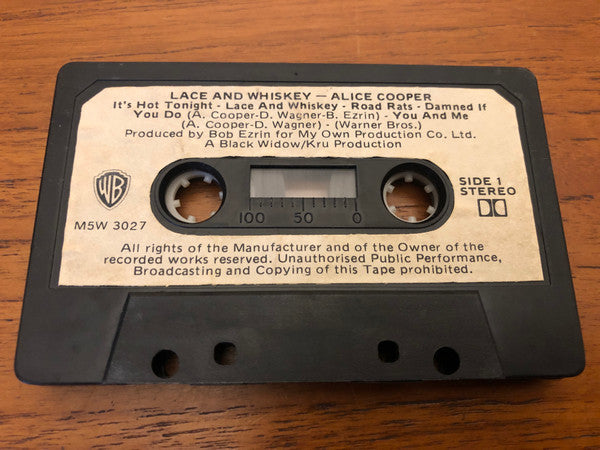 LACE AND WHISKEY — ALICE COOPER
It's Hot Tonight - Lace And Whiskey - Road Rats - Damned If
You Do (A. Cooper-D. Wagner-B. Ezrin) - You And Me
(A. Cooper-D. Wagner) - (Warner Bros.)
Produced by Bob Ezrin for My Own Production Co. Ltd.
A Black Widow/Kru Production
WB
M5W 3027
100 50 0
SIDE 1
STEREO
All rights of the Manufacturer and of the Owner of the
recorded works reserved. Unauthorised Public Performance,
Broadcasting and Copying of this Tape prohibited.